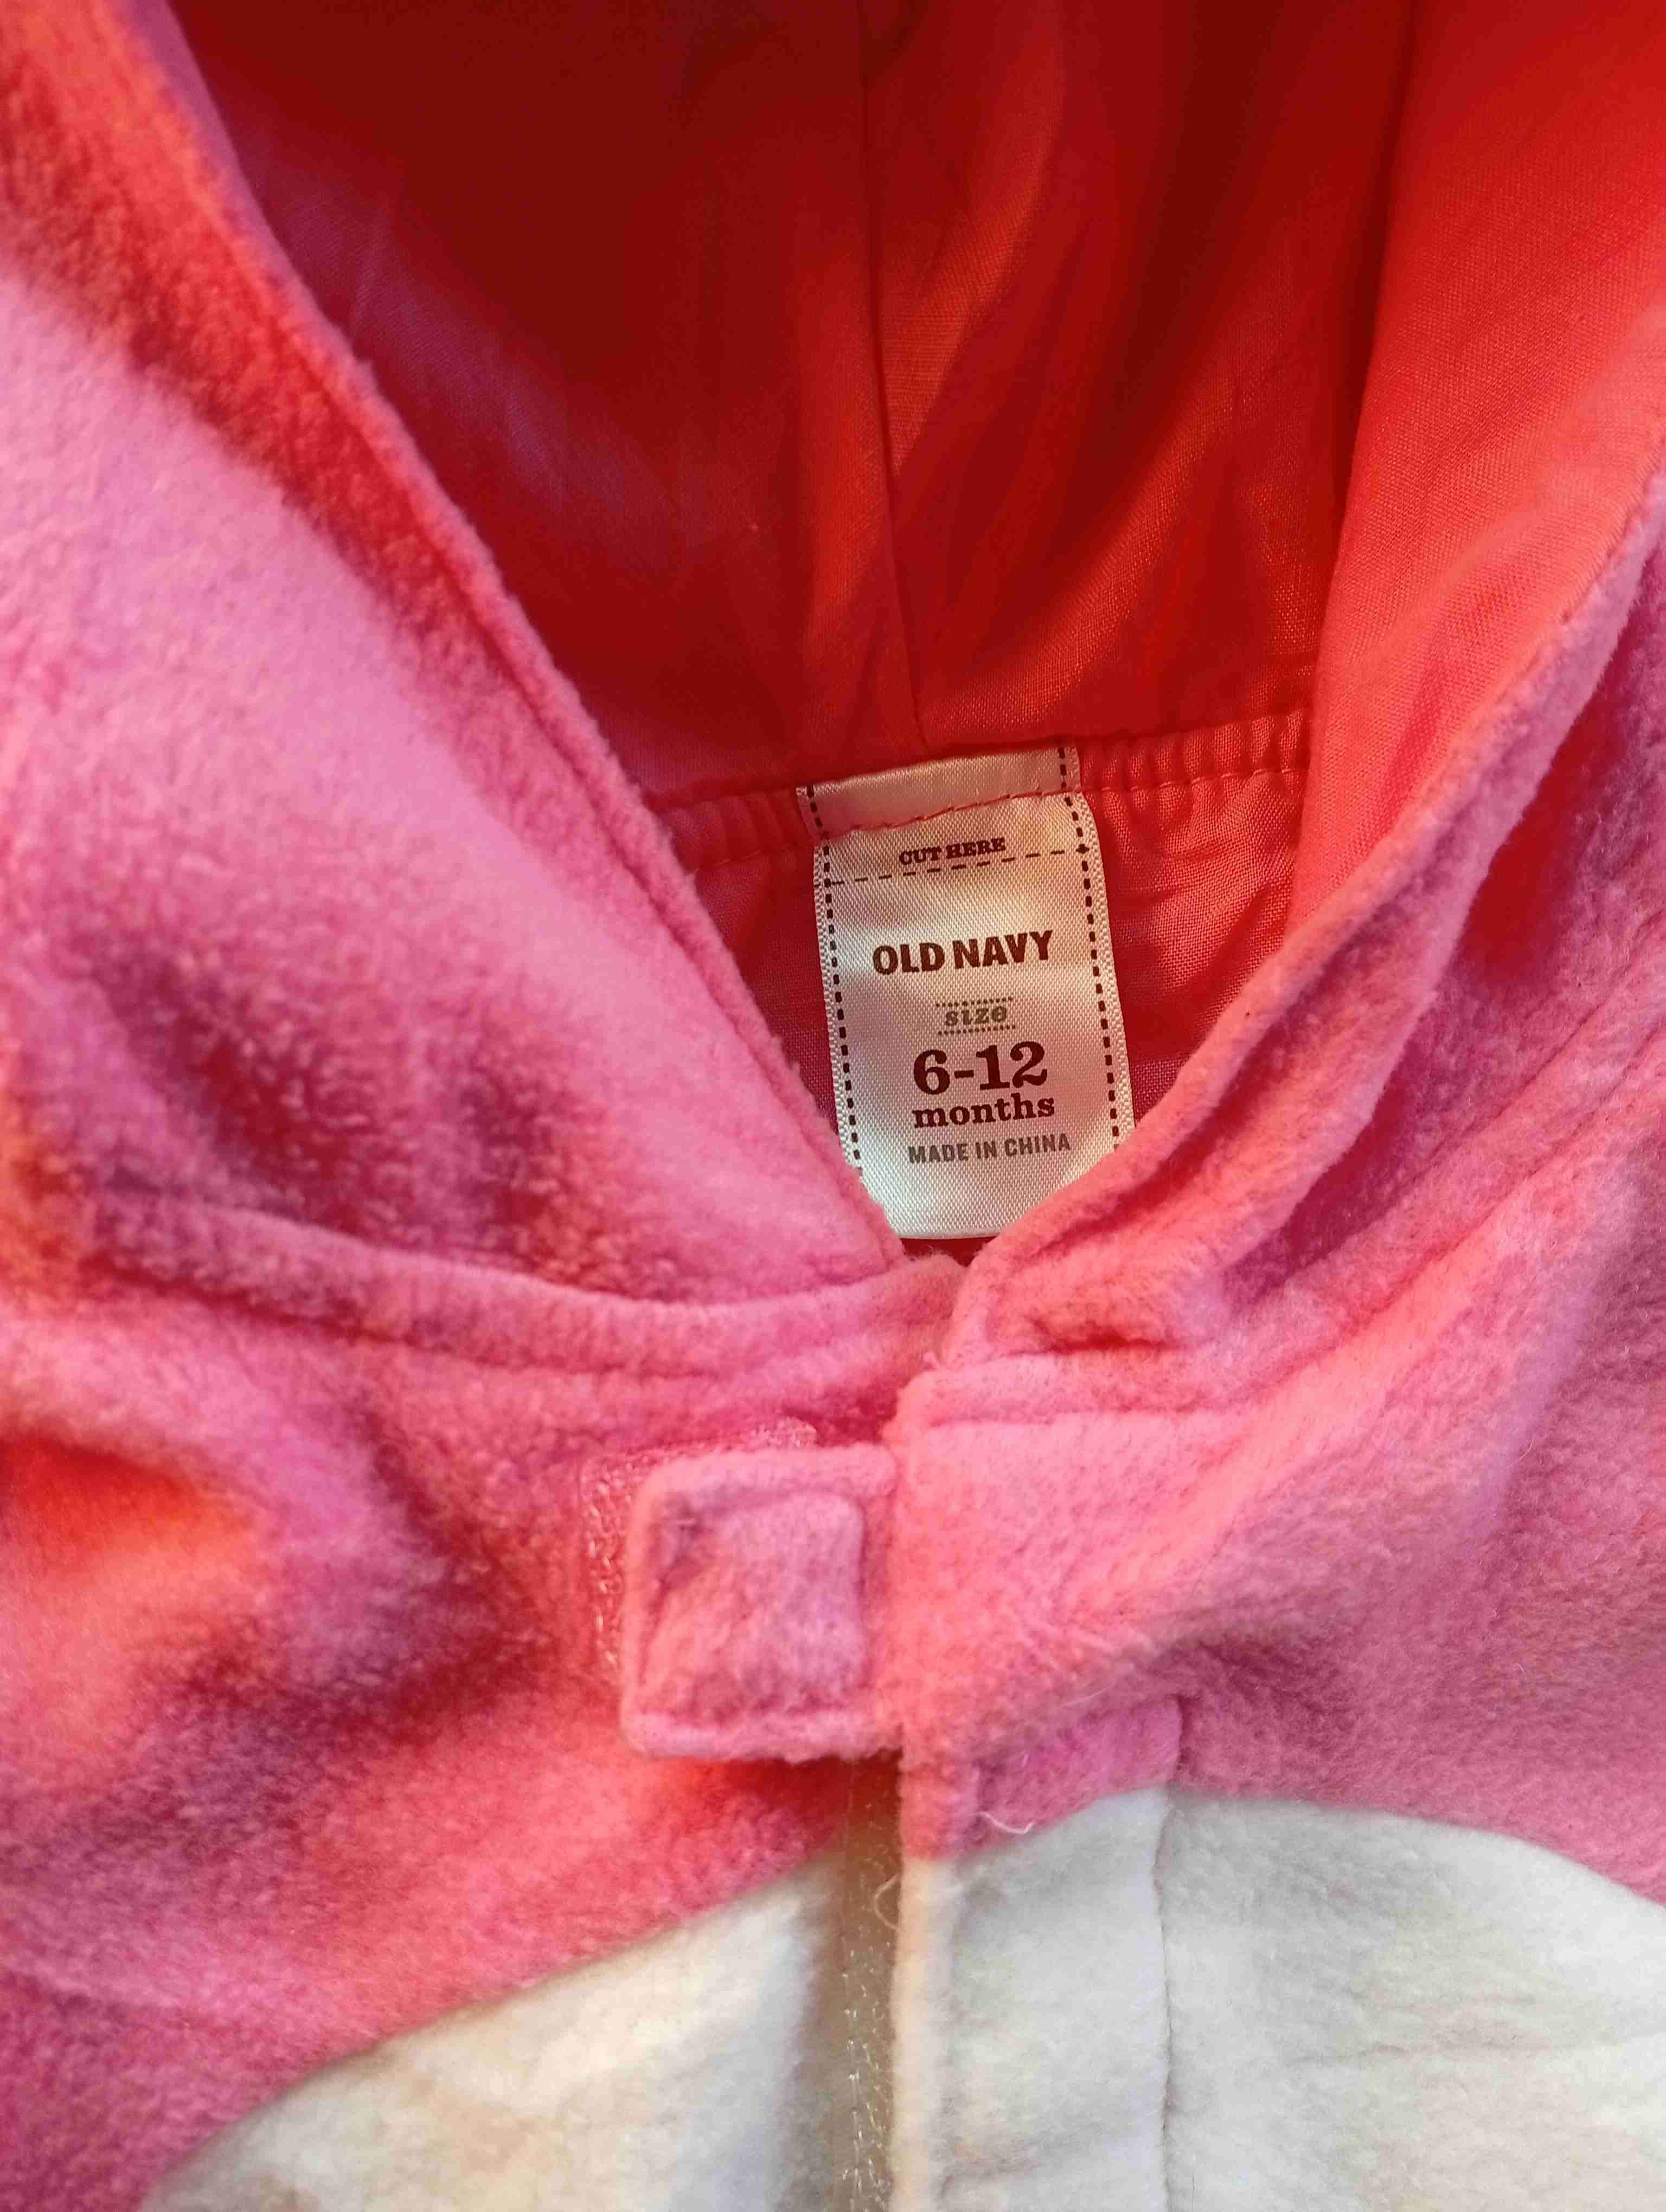 CUT HERE
OLD NAVY
size
6-12
months
MADE IN CHINA